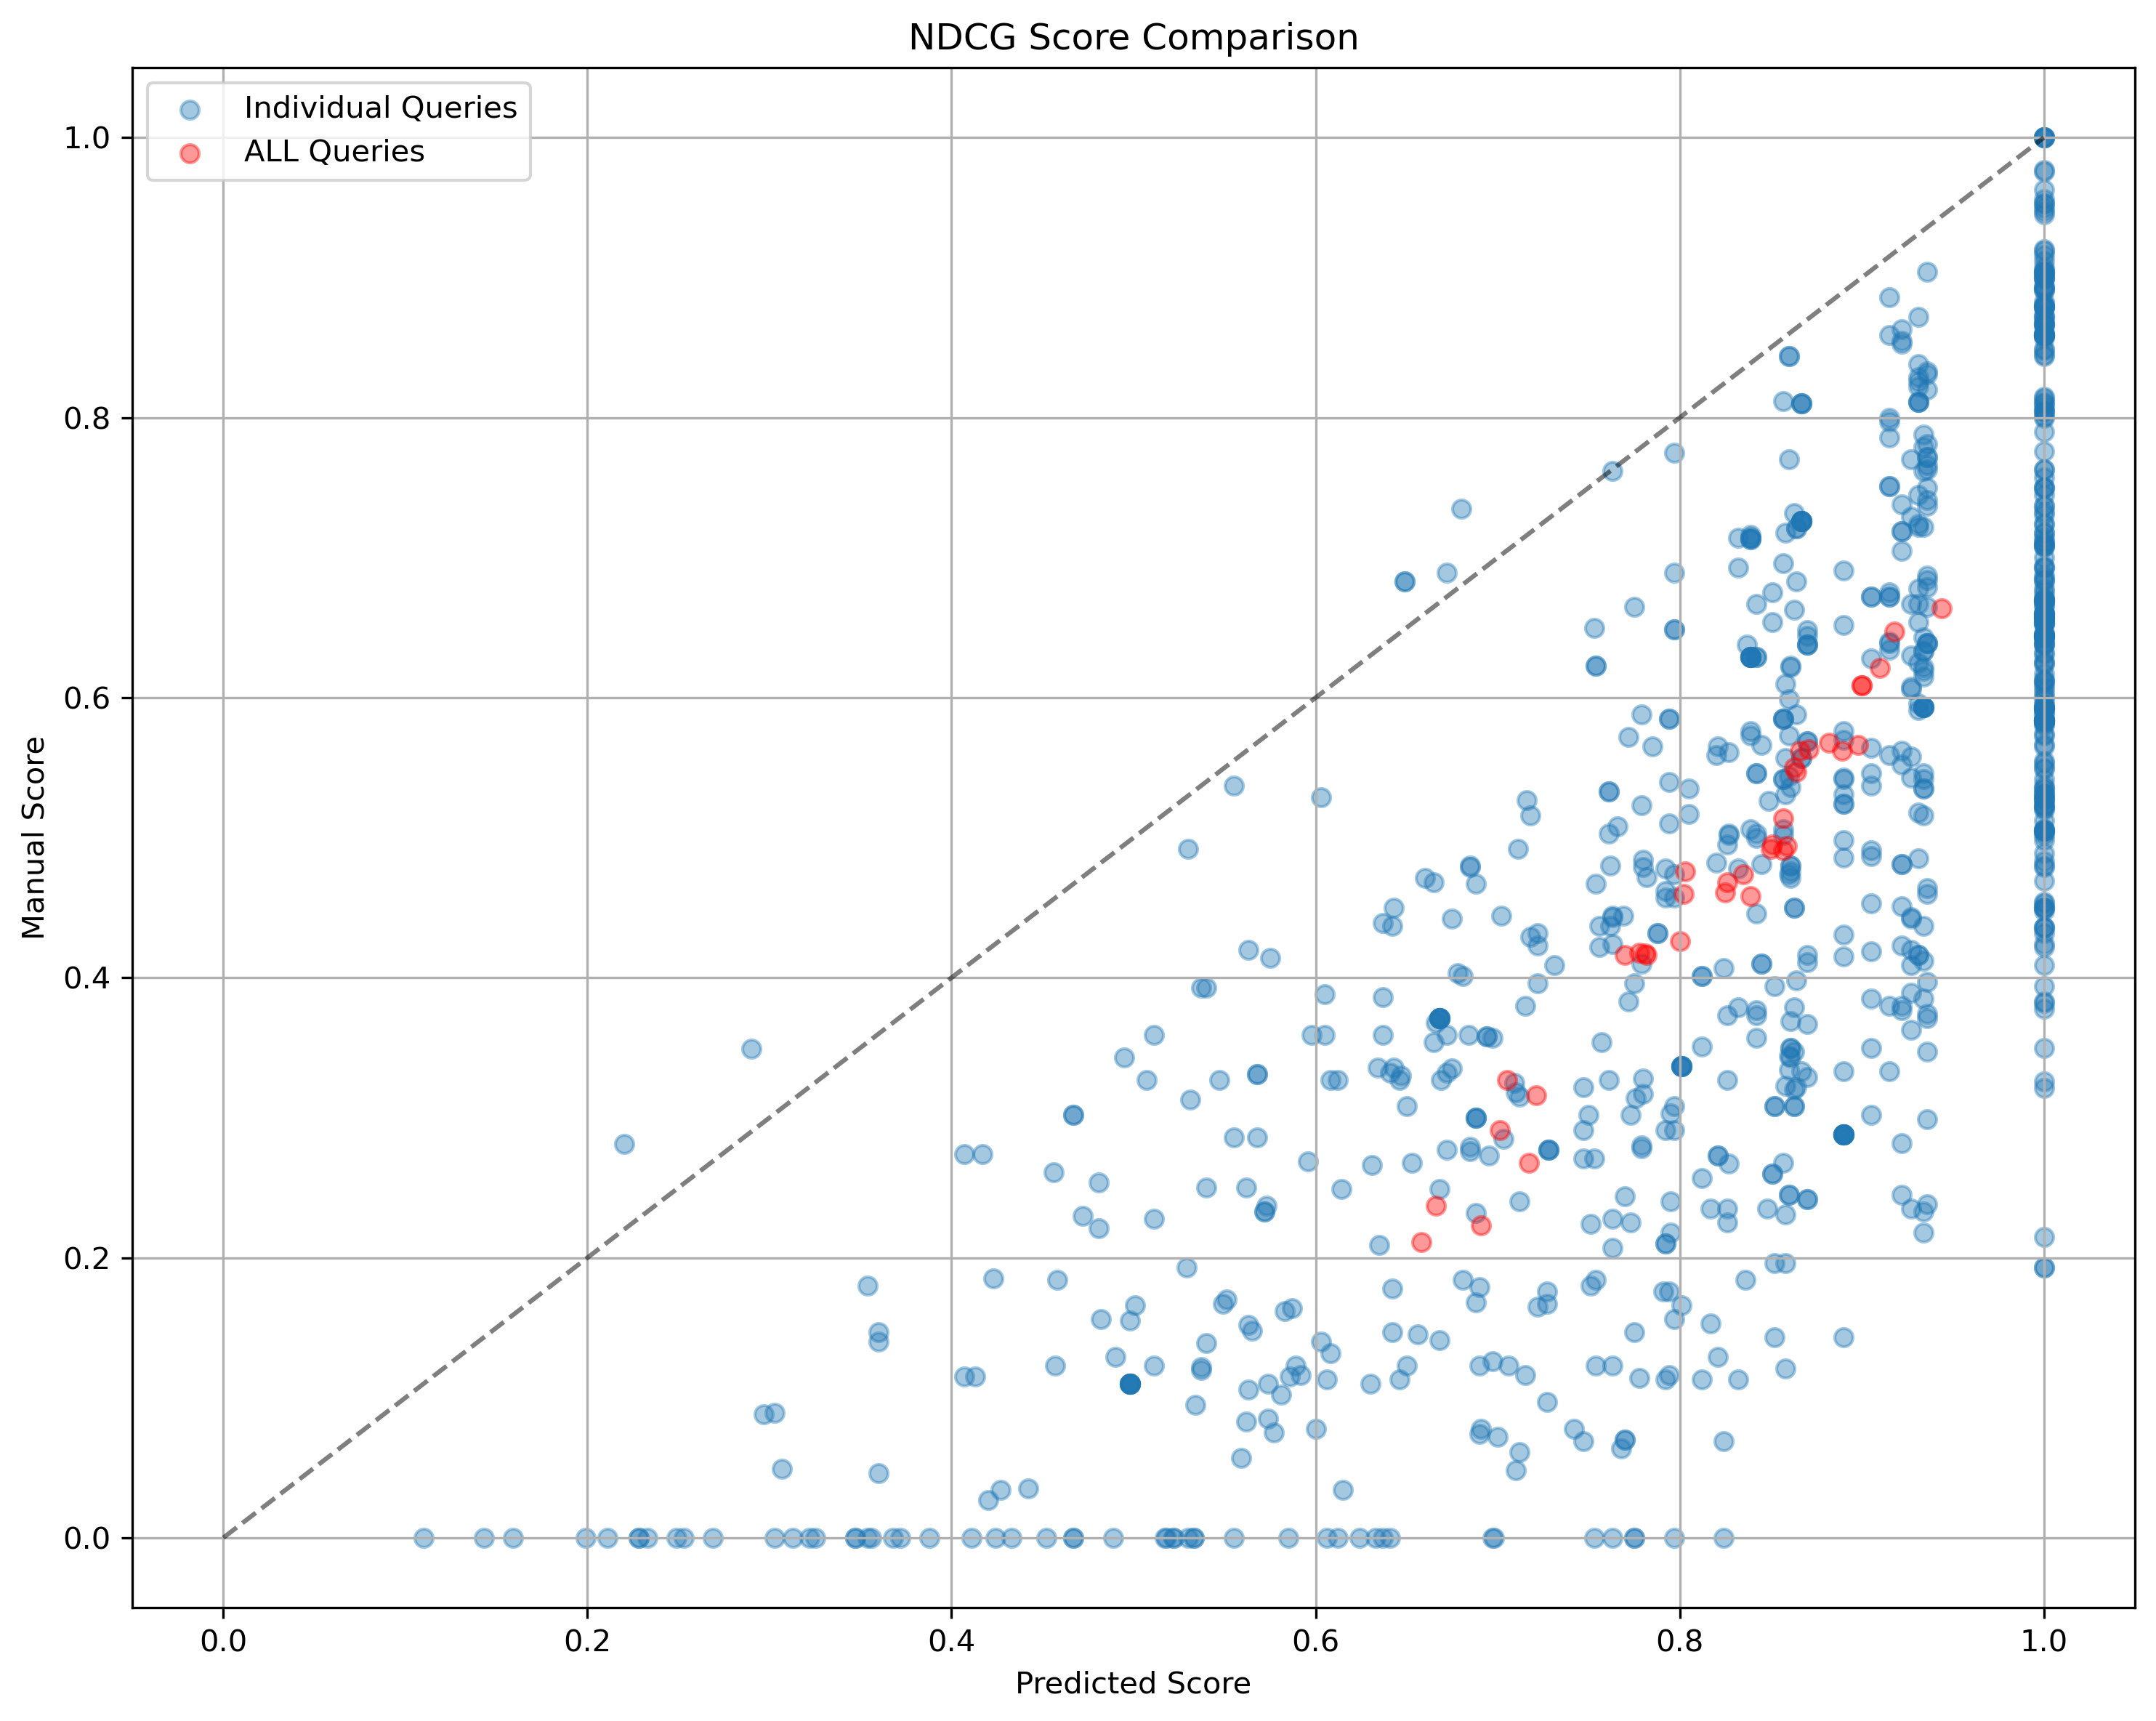 NDCG Score Comparison
Individual Queries
ALL Queries
1.0
0.8
0.6
0.4
0.2
0.0
Manual Score
0.0 0.2 0.4 0.6 0.8 1.0
Predicted Score